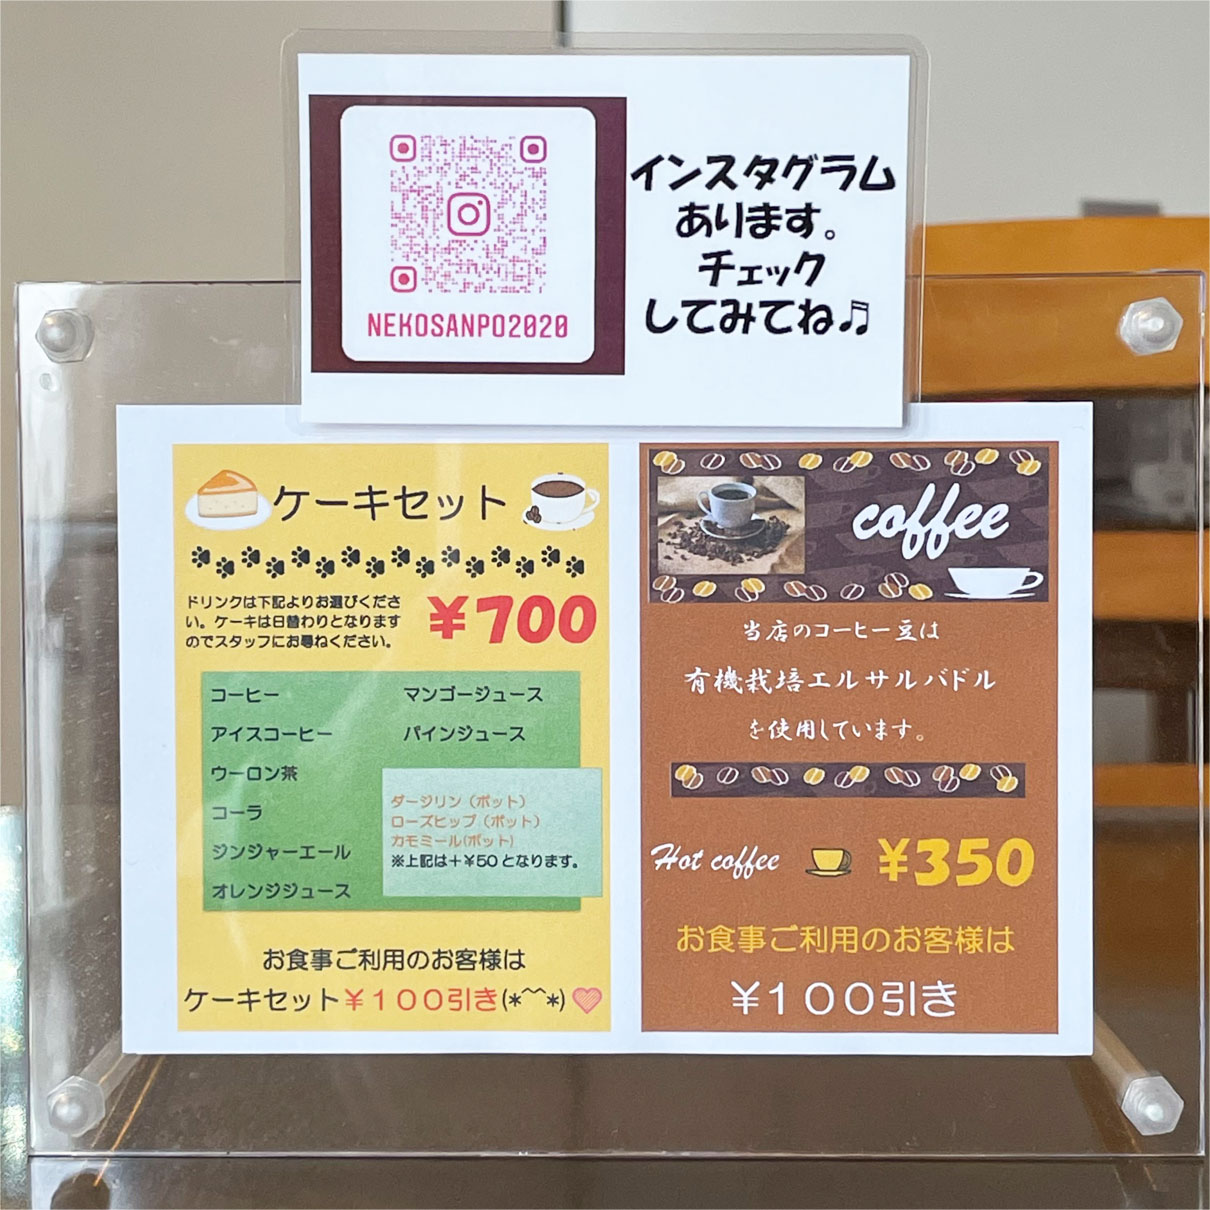 NEKOSANPO2020
インスタグラム
あります。
チェック
してみてね♬
ケーキセット
ドリンクは下記よりお選びくださ
い。ケーキは日替わりとなります
のでスタッフにお尋ねください。
¥700
コーヒー
アイスコーヒー
ウーロン茶
コーラ
ジンジャーエール
オレンジジュース
マンゴージュース
パインジュース
ダージリン（ポット）
ローズヒップ（ポット）
カモミール(ポット)
※上記は＋¥50となります。
お食事ご利用のお客様は
ケーキセット￥１００引き(*^^*)
coffee
当店のコーヒー豆は
有機栽培エルサルバドル
を使用しています。
Hot coffee
¥350
お食事ご利用のお客様は
￥１００引き